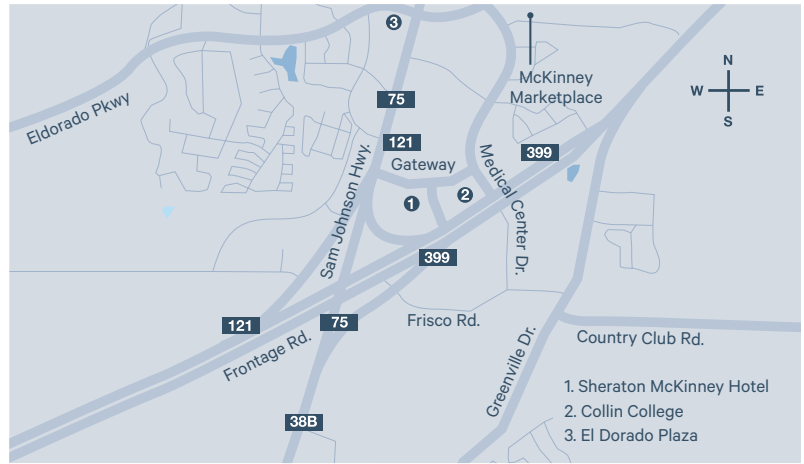 3
N
McKinney
Marketplace
W E
75
Eldorado Pkwy
S
121
399
Gateway
Sam Johnson Hwy.
Medical Center Dr.
2
1
399
121
75
Frisco Rd.
Frontage Rd.
Country Club Rd.
Greenville Dr.
1. Sheraton McKinney Hotel
38B
2. Collin College
3. El Dorado Plaza